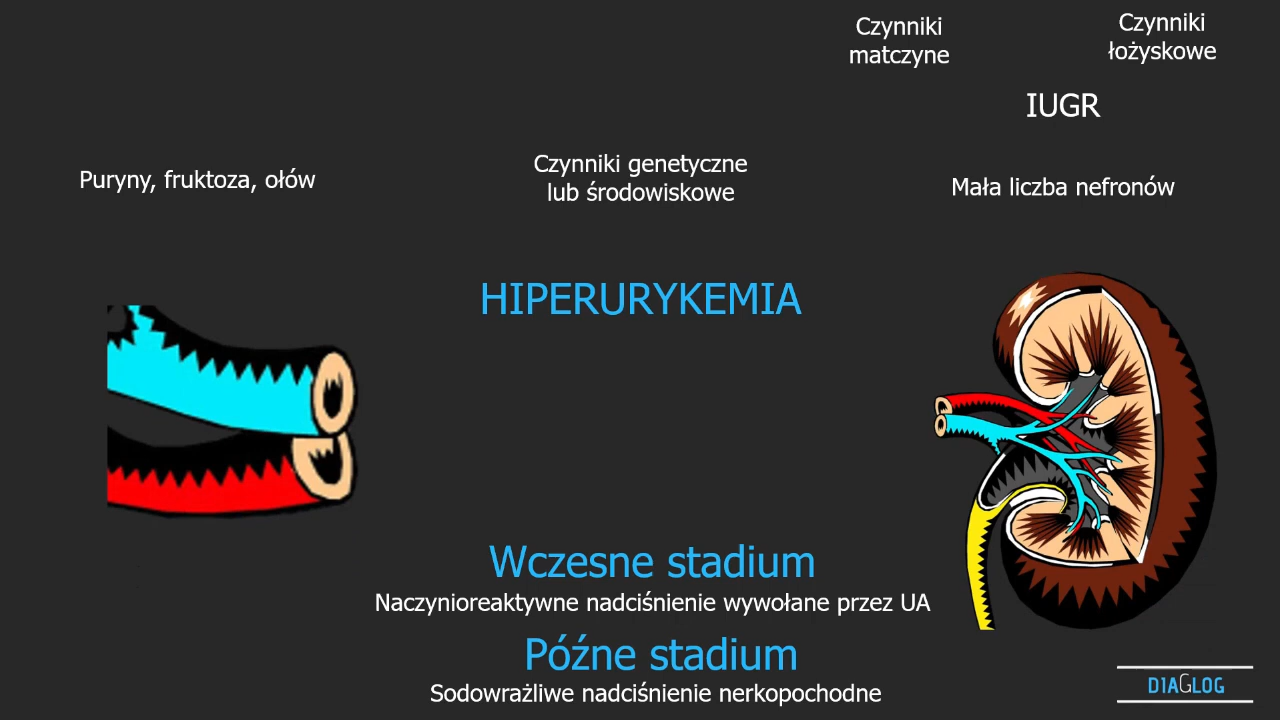 Czynniki
matczyne
Czynniki
łożyskowe
IUGR
Puryny, fruktoza, ołów
Czynniki genetyczne
lub środowiskowe
Mała liczba nefronów
HIPERURYKEMIA
Wczesne stadium
Naczynioreaktywne nadciśnienie wywołane przez UA
Późne stadium
Sodowrażliwe nadciśnienie nerkopochodne
DIAGLOG